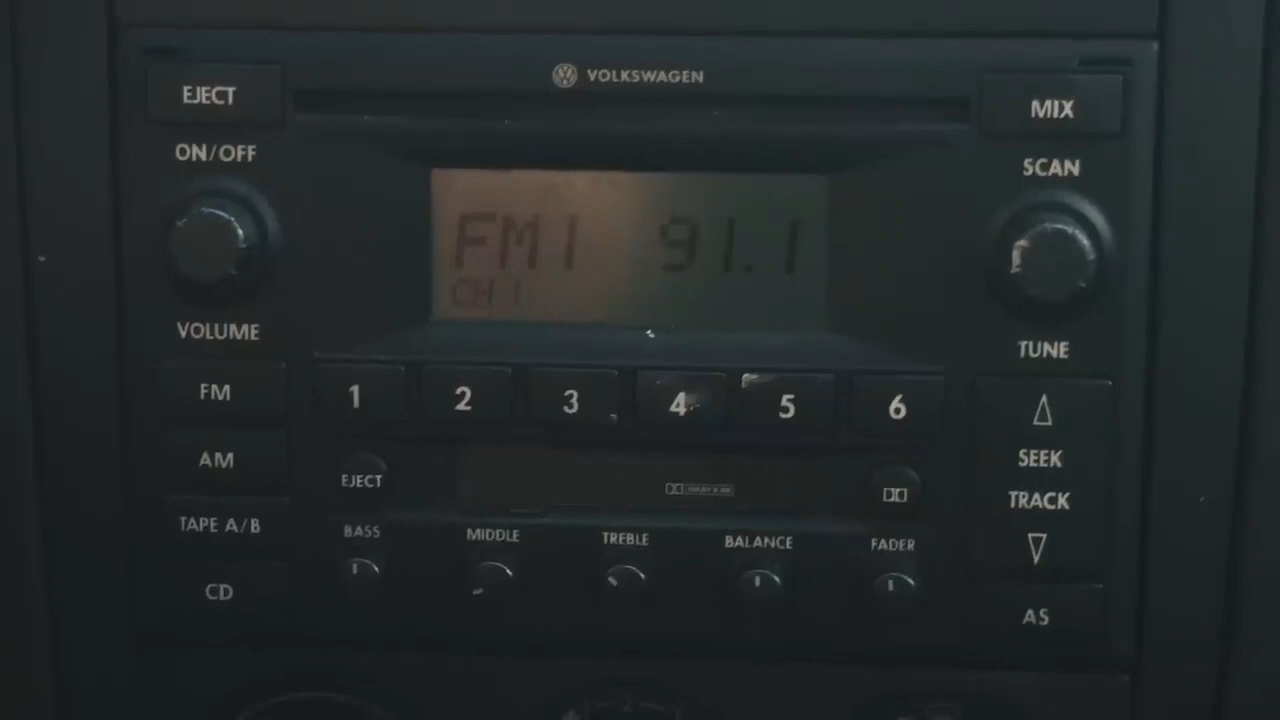 VOLKSWAGEN
EJECT
MIX
ON/OFF
SCAN
FM1 91.1
CH 1
VOLUME
TUNE
FM
1 2 3 4 5 6
AM
SEEK
EJECT
TRACK
TAPE A/B
BASS MIDDLE TREBLE BALANCE FADER
CD
AS